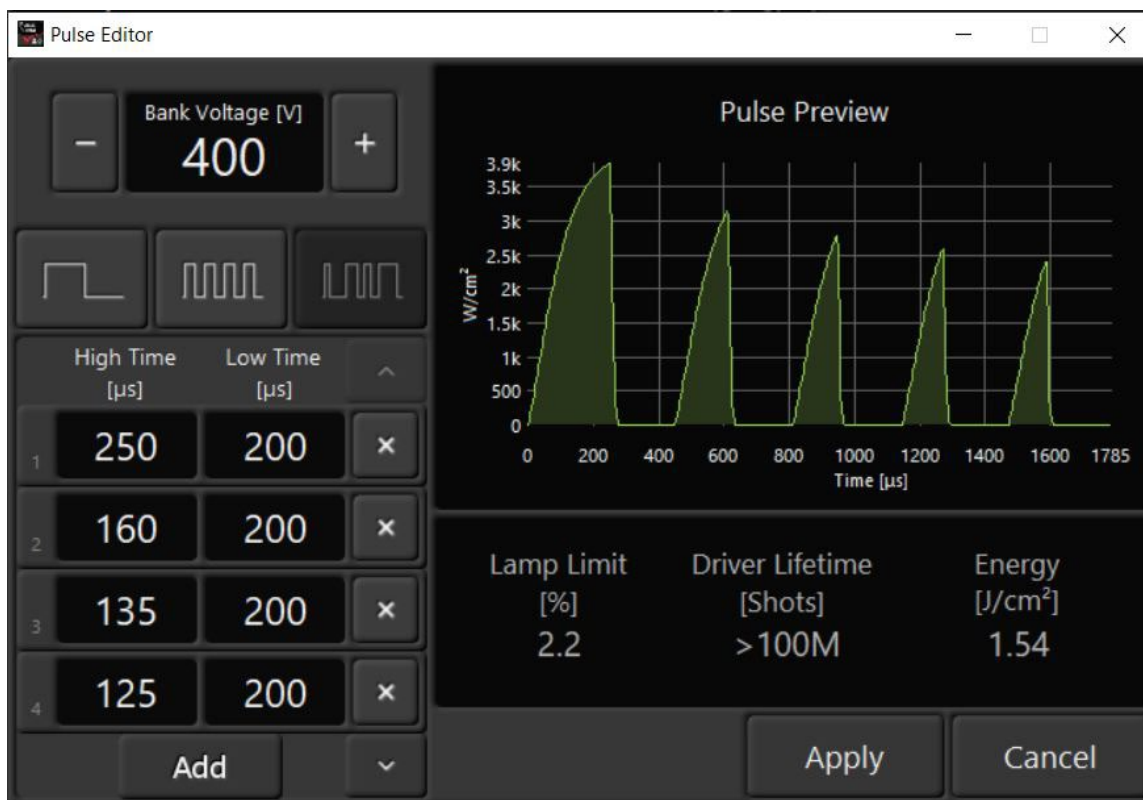 Pulse Editor
Bank Voltage [V]
− 400 +
High Time Low Time
[µs] [µs]
1 250 200 ×
2 160 200 ×
3 135 200 ×
4 125 200 ×
Add
Pulse Preview
3.9k
3.5k
3k
2.5k
2k
1.5k
1k
500
0
W/cm²
0 200 400 600 800 1000 1200 1400 1600 1785
Time [µs]
Lamp Limit Driver Lifetime Energy
[%] [Shots] [J/cm²]
2.2 >100M 1.54
Apply Cancel